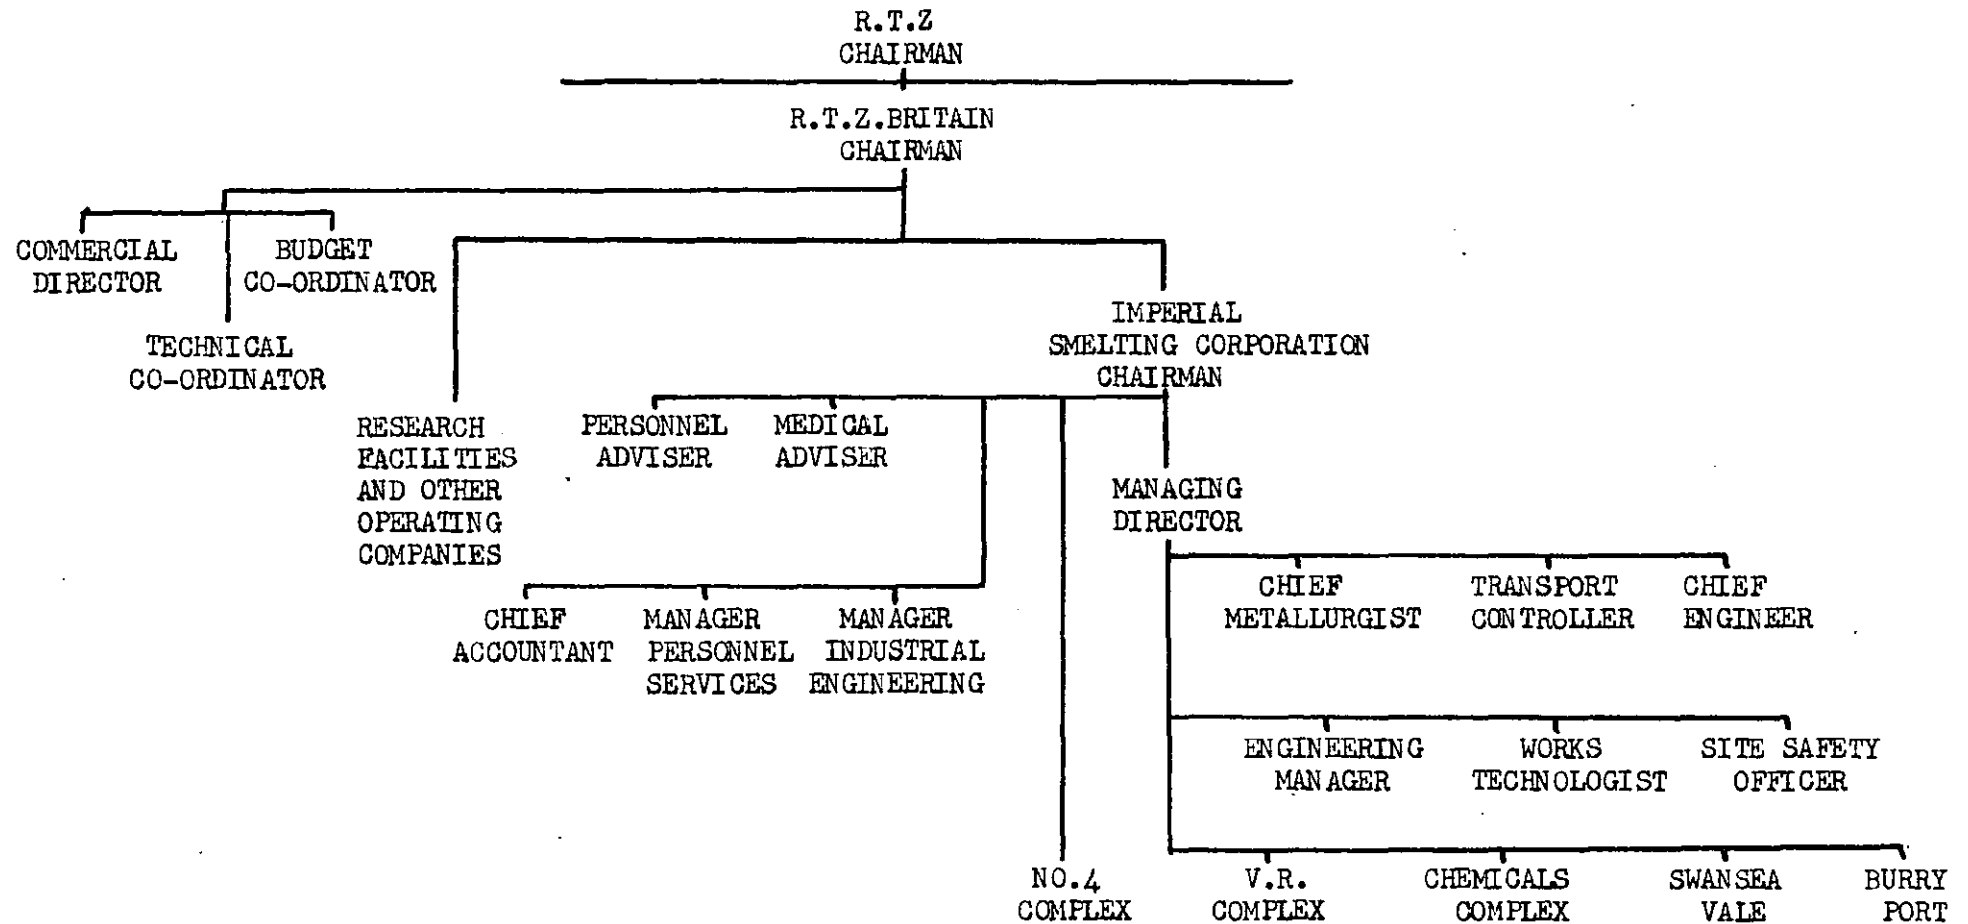 R.T.Z
CHAIRMAN
R.T.Z.BRITAIN
CHAIRMAN
COMMERCIAL
DIRECTOR
BUDGET
CO-ORDINATOR
TECHNICAL
CO-ORDINATOR
IMPERIAL
SMELTING CORPORATION
CHAIRMAN
RESEARCH
FACILITIES
AND OTHER
OPERATING
COMPANIES
PERSONNEL
ADVISER
MEDICAL
ADVISER
MANAGING
DIRECTOR
CHIEF
ACCOUNTANT
MANAGER
PERSONNEL
SERVICES
MANAGER
INDUSTRIAL
ENGINEERING
CHIEF
METALLURGIST
TRANSPORT
CONTROLLER
CHIEF
ENGINEER
ENGINEERING
MANAGER
WORKS
TECHNOLOGIST
SITE SAFETY
OFFICER
NO.4
COMPLEX
V.R.
COMPLEX
CHEMICALS
COMPLEX
SWANSEA
VALE
BURRY
PORT